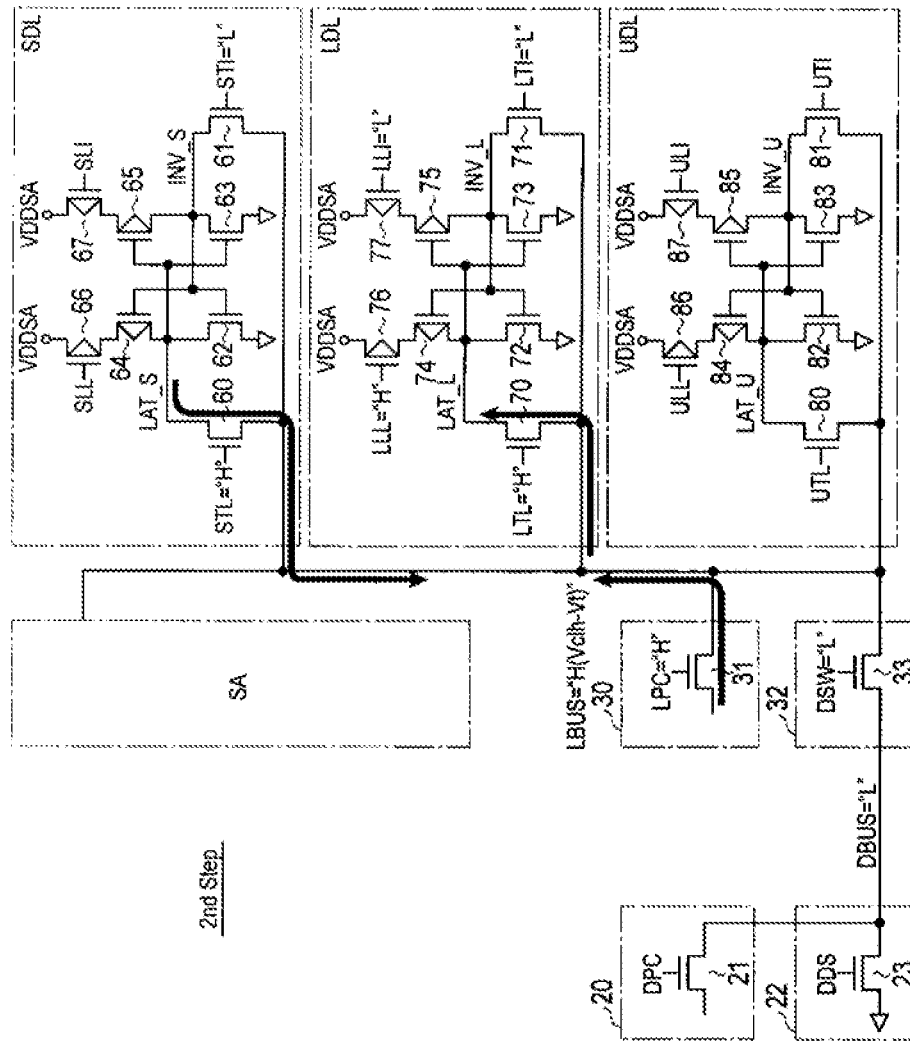 2nd Step
SA
SDL
VDDSA
VDDSA
SLL
66
67
SLI
64
65
LAT_S
INV_S
STL="H"
60
62
63
61
STI="L"
LDL
VDDSA
VDDSA
LLL="H"
76
77
LLI="L"
74
75
LAT_L
INV_L
LTL="H"
70
72
73
71
LTI="L"
UDL
VDDSA
VDDSA
ULL
86
87
ULI
84
85
LAT_U
INV_U
UTL
80
82
83
81
UTI
LBUS="H(Vclh-Vt)"
30
LPC="H"
31
32
DSW="L"
33
DBUS="L"
20
DPC
21
22
DDS
23